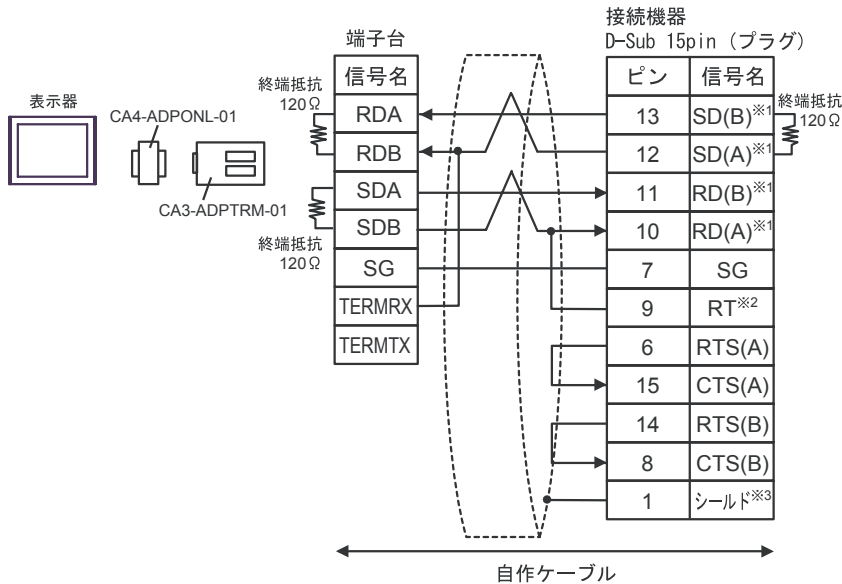 接続機器
D-Sub 15pin (プラグ)
端子台
信号名
RDA
RDB
SDA
SDB
SG
TERMRX
TERMTX
終端抵抗
120Ω
終端抵抗
120Ω
表示器
CA4-ADPONL-01
CA3-ADPTRM-01
ピン 信号名
13 SD(B)※1
12 SD(A)※1
11 RD(B)※1
10 RD(A)※1
7 SG
9 RT※2
6 RTS(A)
15 CTS(A)
14 RTS(B)
8 CTS(B)
1 シールド※3
終端抵抗
120Ω
自作ケーブル